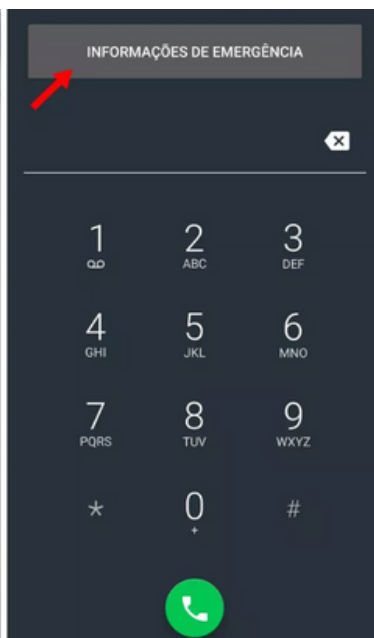 INFORMAÇÕES DE EMERGÊNCIA
1 2 3
ABC DEF
4 5 6
GHI JKL MNO
7 8 9
PQRS TUV WXYZ
* 0 #
+